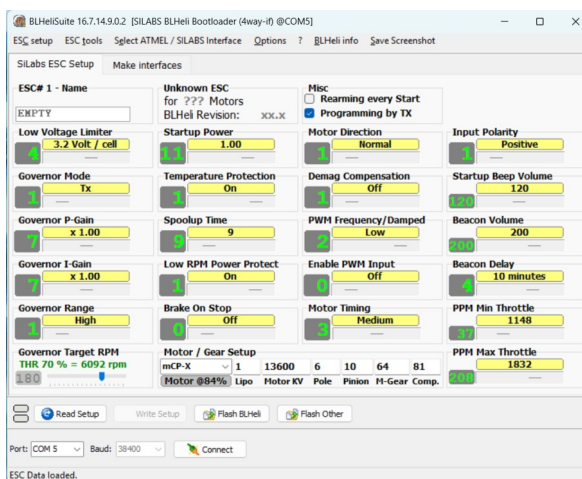 BLHeliSuite 16.7.14.9.0.2 [SILABS BLHeli Bootloader (4way-if) @COM5]
ESC setup ESC tools Select ATMEL / SILABS Interface Options ? BLHeli info Save Screenshot
SiLabs ESC Setup Make interfaces
ESC# 1 - Name Unknown ESC Misc
for ??? Motors Rearming every Start
EMPTY BLHeli Revision: xx.x Programming by TX
Low Voltage Limiter Startup Power Motor Direction Input Polarity
4 3.2 Volt / cell 11 1.00 1 Normal 1 Positive
Governor Mode Temperature Protection Demag Compensation Startup Beep Volume
1 Tx 1 On 1 Off 120 120
Governor P-Gain Spoolup Time PWM Frequency/Damped Beacon Volume
7 x 1.00 9 9 2 Low 200 200
Governor I-Gain Low RPM Power Protect Enable PWM Input Beacon Delay
7 x 1.00 1 On 0 Off 4 10 minutes
Governor Range Brake On Stop Motor Timing PPM Min Throttle
1 High 0 Off 3 Medium 37 1148
Governor Target RPM Motor / Gear Setup PPM Max Throttle
THR 70 % = 6092 rpm mCP-X 1 13600 6 10 64 81 208 1832
180 Motor @84% Lipo Motor KV Pole Pinion M-Gear Comp.
Read Setup Write Setup Flash BLHeli Flash Other
Port: COM 5 Baud: 38400 Connect
ESC Data loaded.